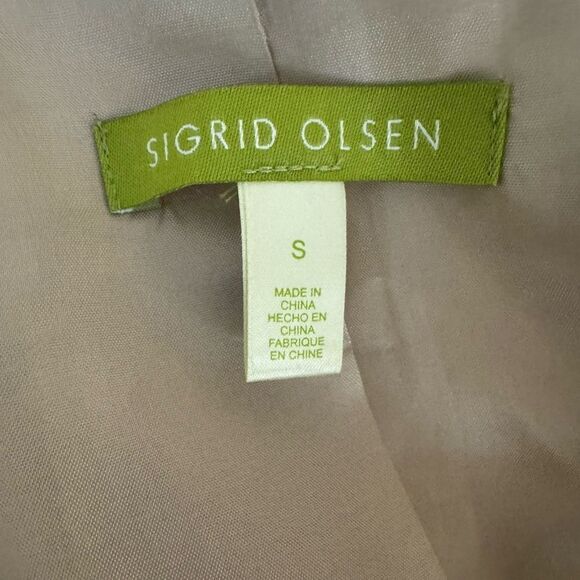 SIGRID OLSEN
S
MADE IN
CHINA
HECHO EN
CHINA
FABRIQUE
EN CHINE